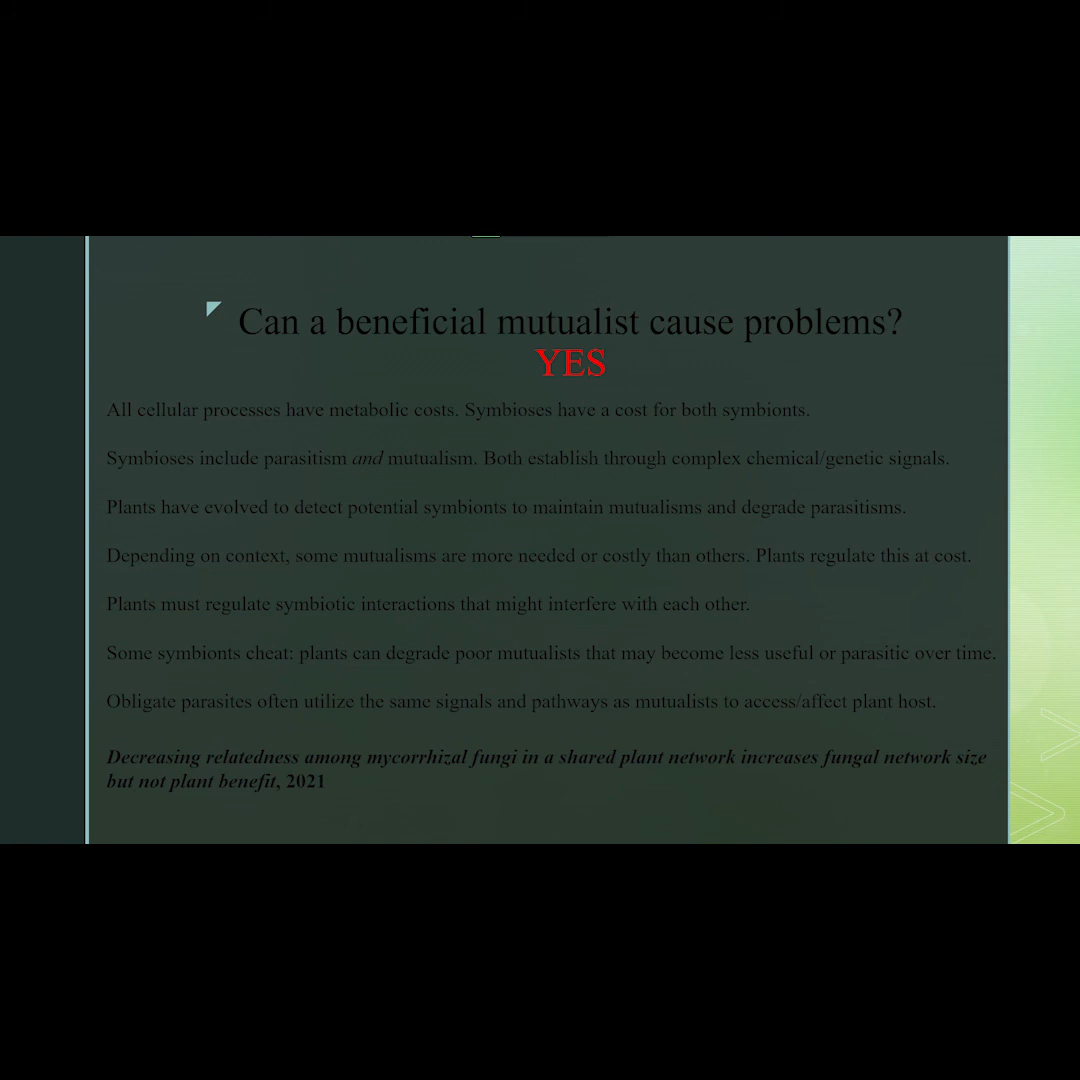 Can a beneficial mutualist cause problems?
YES
All cellular processes have metabolic costs. Symbioses have a cost for both symbionts.
Symbioses include parasitism and mutualism. Both establish through complex chemical/genetic signals.
Plants have evolved to detect potential symbionts to maintain mutualisms and degrade parasitisms.
Depending on context, some mutualisms are more needed or costly than others. Plants regulate this at cost.
Plants must regulate symbiotic interactions that might interfere with each other.
Some symbionts cheat: plants can degrade poor mutualists that may become less useful or parasitic over time.
Obligate parasites often utilize the same signals and pathways as mutualists to access/affect plant host.
Decreasing relatedness among mycorrhizal fungi in a shared plant network increases fungal network size
but not plant benefit, 2021